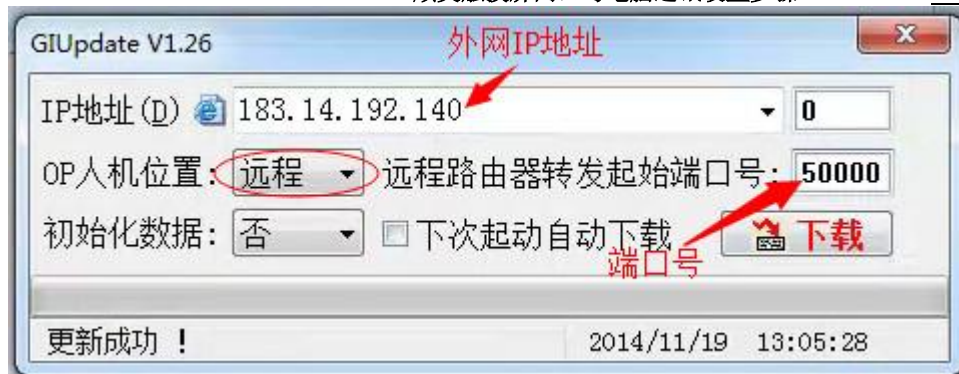 GIUpdate V1.26
外网IP地址
IP地址(D) 183.14.192.140 0
OP人机位置: 远程 远程路由器转发起始端口号: 50000
初始化数据: 否 下次起动自动下载 下载
端口号
更新成功 ! 2014/11/19 13:05:28